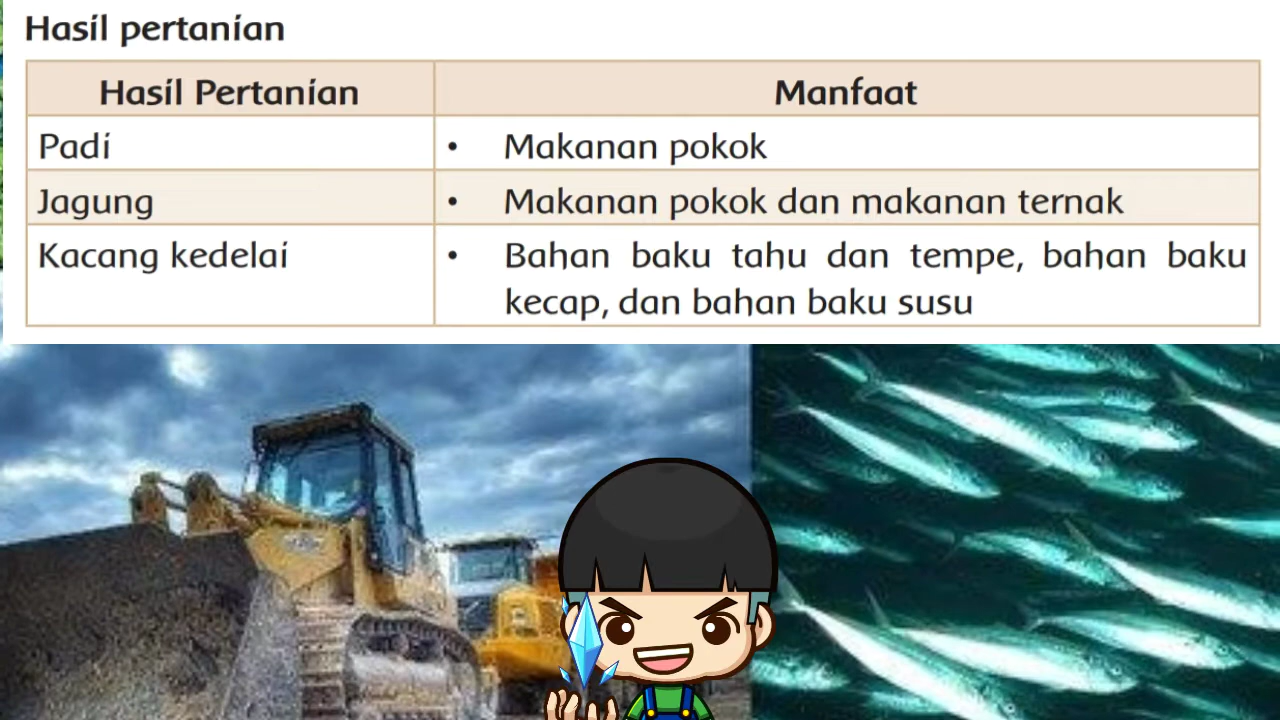 Hasil pertanian
Hasil Pertanian Manfaat
Padi • Makanan pokok
Jagung • Makanan pokok dan makanan ternak
Kacang kedelai • Bahan baku tahu dan tempe, bahan baku
kecap, dan bahan baku susu